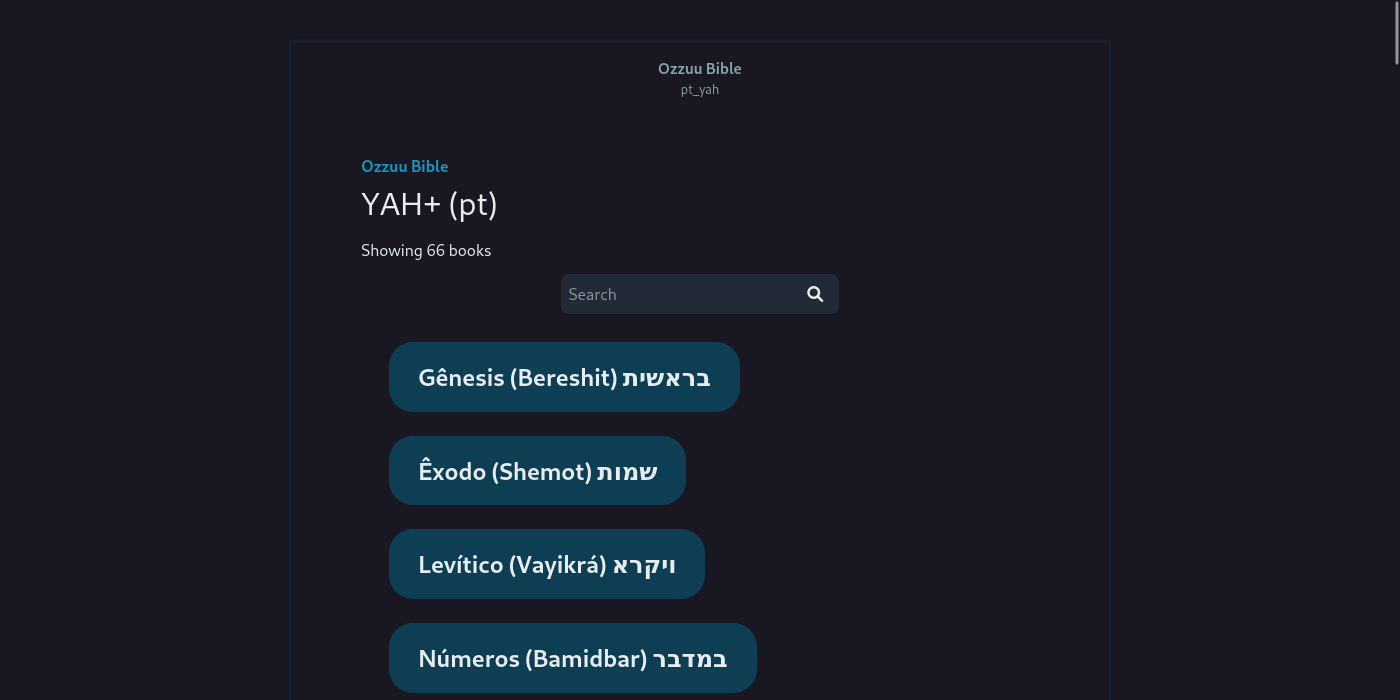 Ozzuu Bible
pt_yah
Ozzuu Bible
YAH+ (pt)
Showing 66 books
Search
Gênesis (Bereshit) בראשית
Êxodo (Shemot) שמות
Levítico (Vayikrá) ויקרא
Números (Bamidbar) במדבר